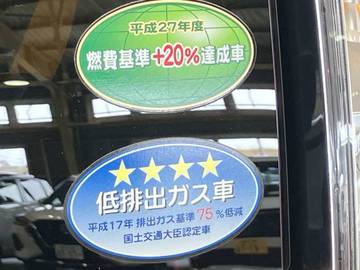 平成27年度
燃費基準+20%達成車
★★★★
低排出ガス車
平成17年 排出ガス基準 75%低減
国土交通大臣認定車